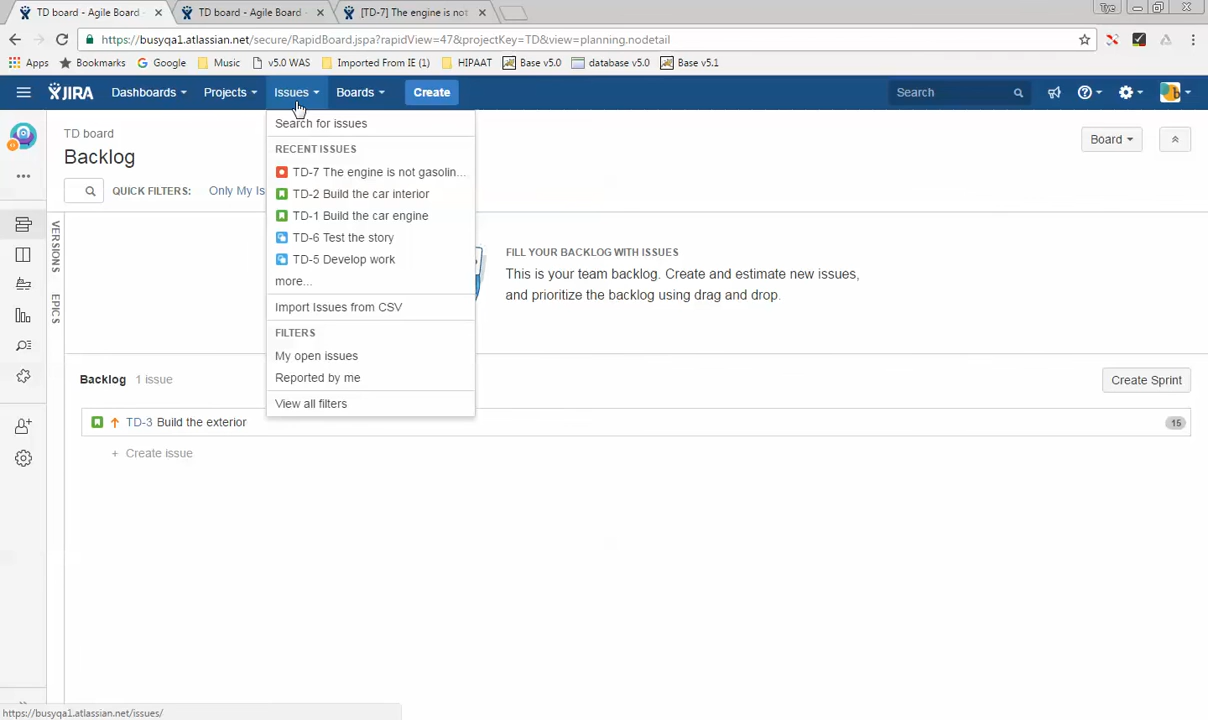 TD board - Agile Board - TD board - Agile Board - [TD-7] The engine is not Tye
https://busyqa1.atlassian.net/secure/RapidBoard.jspa?rapidView=47&projectKey=TD&view=planning.nodetail
Apps Bookmarks Google Music v5.0 WAS Imported From IE (1) HIPAAT Base v5.0 database v5.0 Base v5.1
JIRA Dashboards Projects Issues Boards Create Search
TD board
Backlog
Board
QUICK FILTERS: Only My Is
Search for issues
RECENT ISSUES
TD-7 The engine is not gasolin...
TD-2 Build the car interior
TD-1 Build the car engine
TD-6 Test the story
TD-5 Develop work
more...
Import Issues from CSV
FILTERS
My open issues
Reported by me
View all filters
VERSIONS
EPICS
FILL YOUR BACKLOG WITH ISSUES
This is your team backlog. Create and estimate new issues,
and prioritize the backlog using drag and drop.
Backlog 1 issue
Create Sprint
TD-3 Build the exterior 15
+ Create issue
https://busyqa1.atlassian.net/issues/